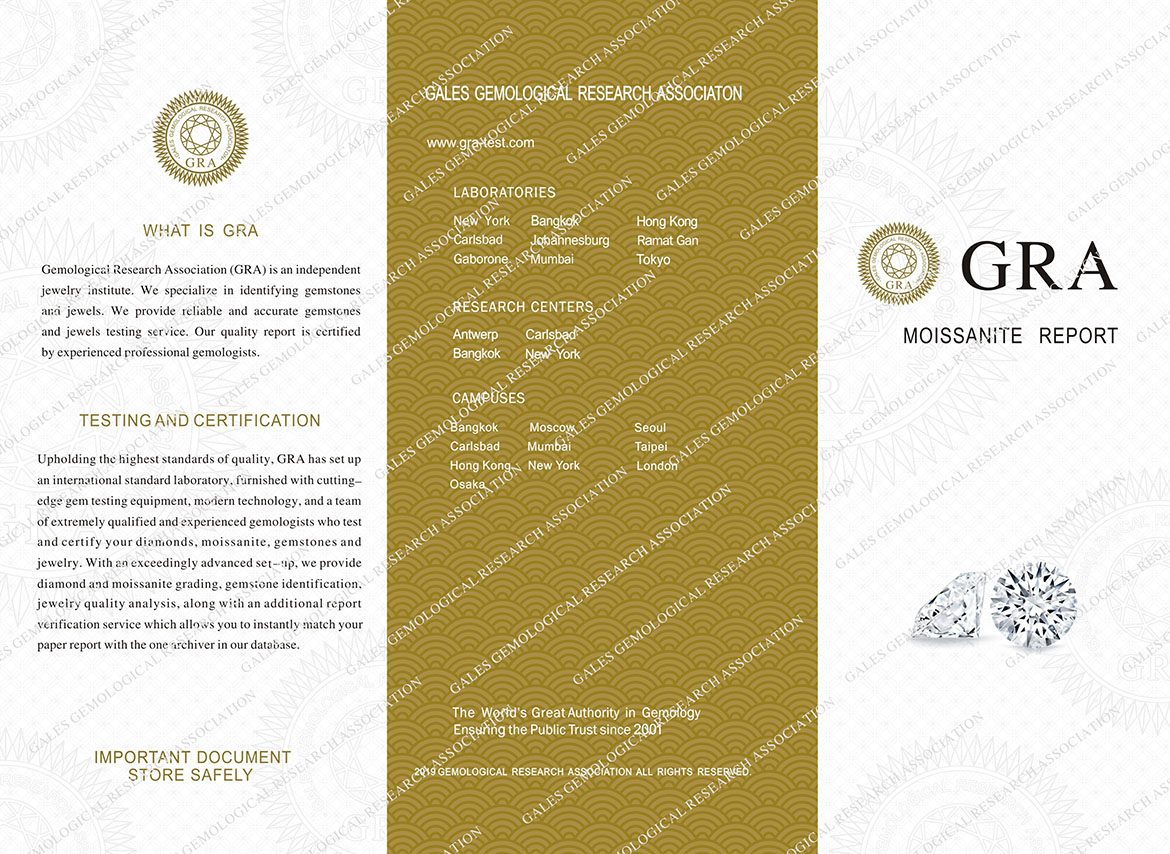 GRA
WHAT IS GRA
Gemological Research Association (GRA) is an independent
jewelry institute. We specialize in identifying gemstones
and jewels. We provide reliable and accurate gemstones
and jewels testing service. Our quality report is certified
by experienced professional gemologists.
TESTING AND CERTIFICATION
Upholding the highest standards of quality, GRA has set up
an international standard laboratory, furnished with cutting–
edge gem testing equipment, modern technology, and a team
of extremely qualified and experienced gemologists who test
and certify your diamonds, moissanite, gemstones and
jewelry. With an exceedingly advanced set–up, we provide
diamond and moissanite grading, gemstone identification,
jewelry quality analysis, along with an additional report
verification service which allows you to instantly match your
paper report with the one archiver in our database.
IMPORTANT DOCUMENT
STORE SAFELY
GALES GEMOLOGICAL RESEARCH ASSOCIATON
www.gra-test.com
LABORATORIES
New York Bangkok Hong Kong
Carlsbad Johannesburg Ramat Gan
Gaborone Mumbai Tokyo
RESEARCH CENTERS
Antwerp Carlsbad
Bangkok New York
CAMPUSES
Bangkok Moscow Seoul
Carlsbad Mumbai Taipei
Hong Kong New York London
Osaka
The World's Great Authority in Gemology
Ensuring the Public Trust since 2001
2019 GEMOLOGICAL RESEARCH ASSOCIATION ALL RIGHTS RESERVED.
GALES GEMOLOGICAL RESEARCH ASSOCIATION
GRA
GRA
MOISSANITE REPORT